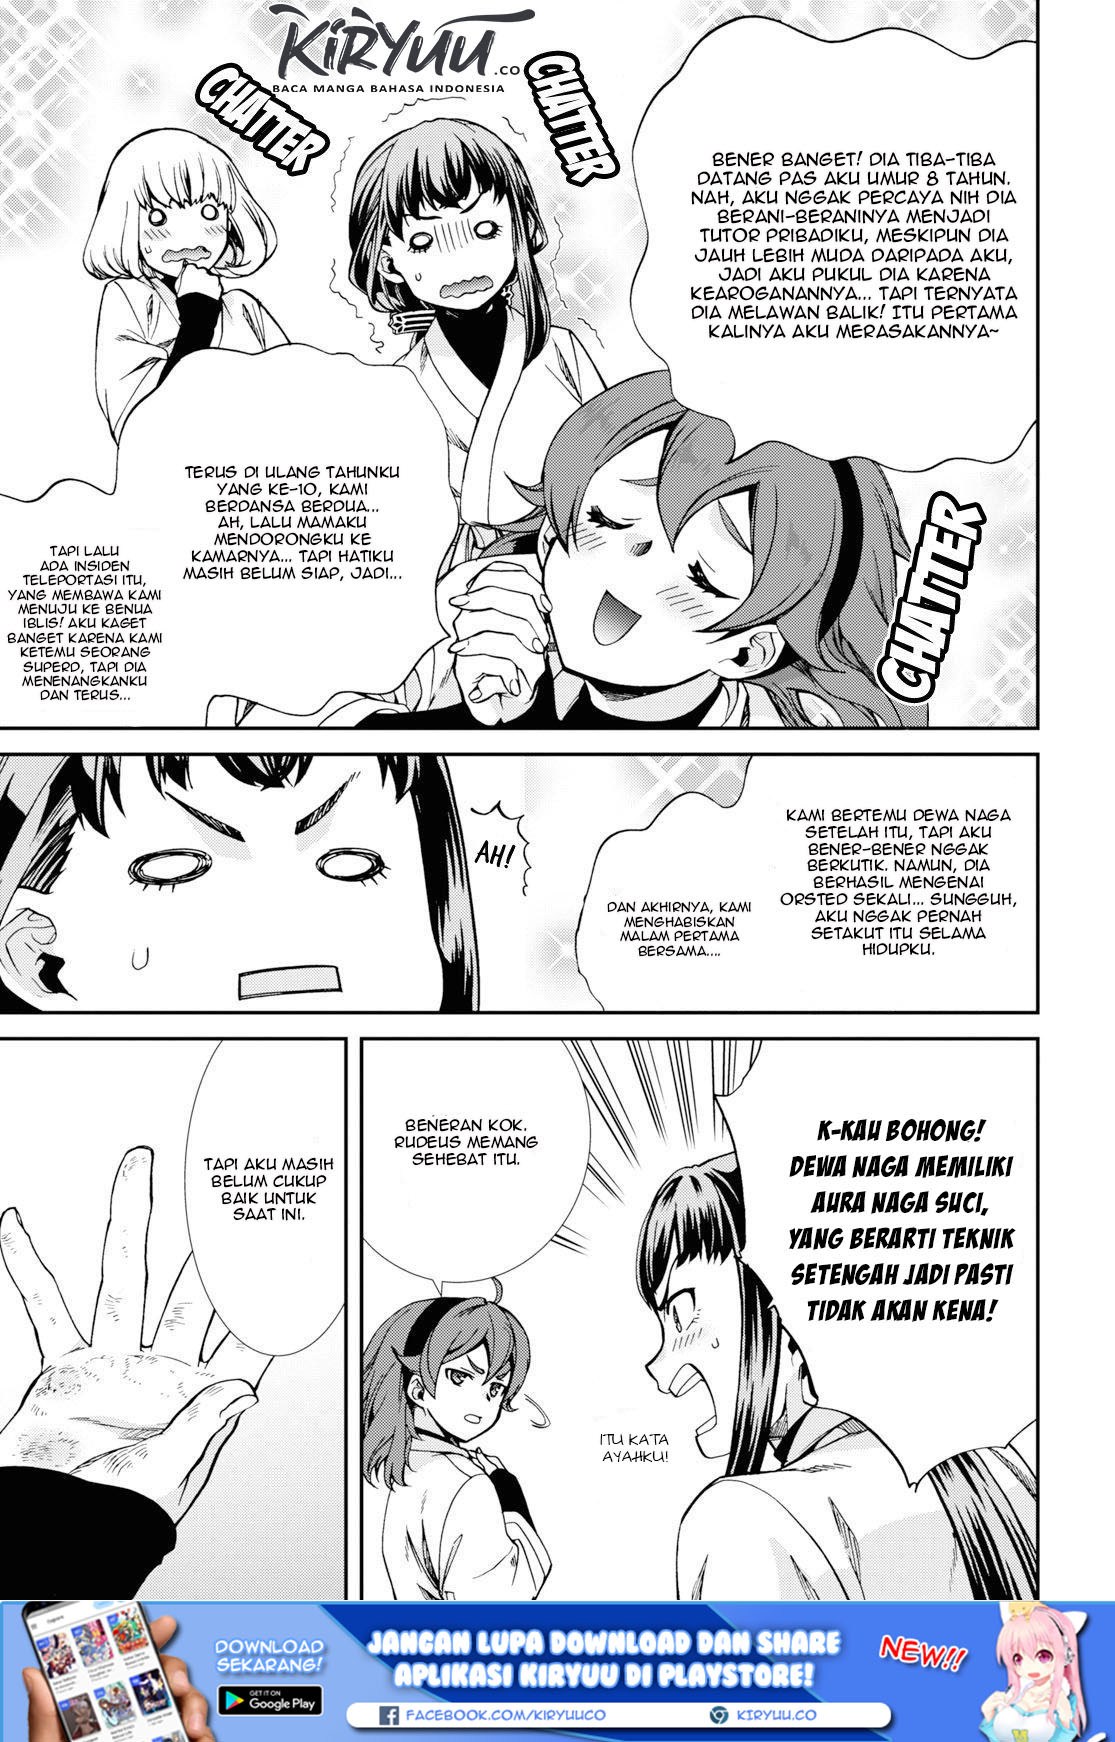 KIRYUU.CO
BACA MANGA BAHASA INDONESIA
CHATTER
CHATTER
BENER BANGET! DIA TIBA-TIBA
DATANG PAS AKU UMUR 8 TAHUN.
NAH, AKU NGGAK PERCAYA NIH DIA
BERANI-BERANINYA MENJADI
TUTOR PRIBADIKU, MESKIPUN DIA
JAUH LEBIH MUDA DARIPADA AKU,
JADI AKU PUKUL DIA KARENA
KEAROGANANNYA... TAPI TERNYATA
DIA MELAWAN BALIK! ITU PERTAMA
KALINYA AKU MERASAKANNYA~
TERUS DI ULANG TAHUNKU
YANG KE-10, KAMI
BERDANSA BERDUA...
AH, LALU MAMAKU
MENDORONGKU KE
KAMARNYA... TAPI HATIKU
MASIH BELUM SIAP, JADI...
CHATTER
TAPI LALU
ADA INSIDEN
TELEPORTASI ITU,
YANG MEMBAWA KAMI
MENUJU KE BENUA
IBLIS! AKU KAGET
BANGET KARENA KAMI
KETEMU SEORANG
SUPERD, TAPI DIA
MENENANGKANKU
DAN TERUS...
KAMI BERTEMU DEWA NAGA
SETELAH ITU, TAPI AKU
BENER-BENER NGGAK
BERKUTIK. NAMUN, DIA
BERHASIL MENGENAI
ORSTED SEKALI... SUNGGUH,
AKU NGGAK PERNAH
SETAKUT ITU SELAMA
HIDUPKU.
DAN AKHIRNYA, KAMI
MENGHABISKAN
MALAM PERTAMA
BERSAMA....
AH!
K-KAU BOHONG!
DEWA NAGA MEMILIKI
AURA NAGA SUCI,
YANG BERARTI TEKNIK
SETENGAH JADI PASTI
TIDAK AKAN KENA!
ITU KATA
AYAHKU!
BENERAN KOK.
RUDEUS MEMANG
SEHEBAT ITU.
TAPI AKU MASIH
BELUM CUKUP
BAIK UNTUK
SAAT INI.
DOWNLOAD
SEKARANG!
GET IT ON
Google Play
JANGAN LUPA DOWNLOAD DAN SHARE
APLIKASI KIRYUU DI PLAYSTORE!
FACEBOOK.COM/KIRYUUCO
KIRYUU.CO
NEW!!